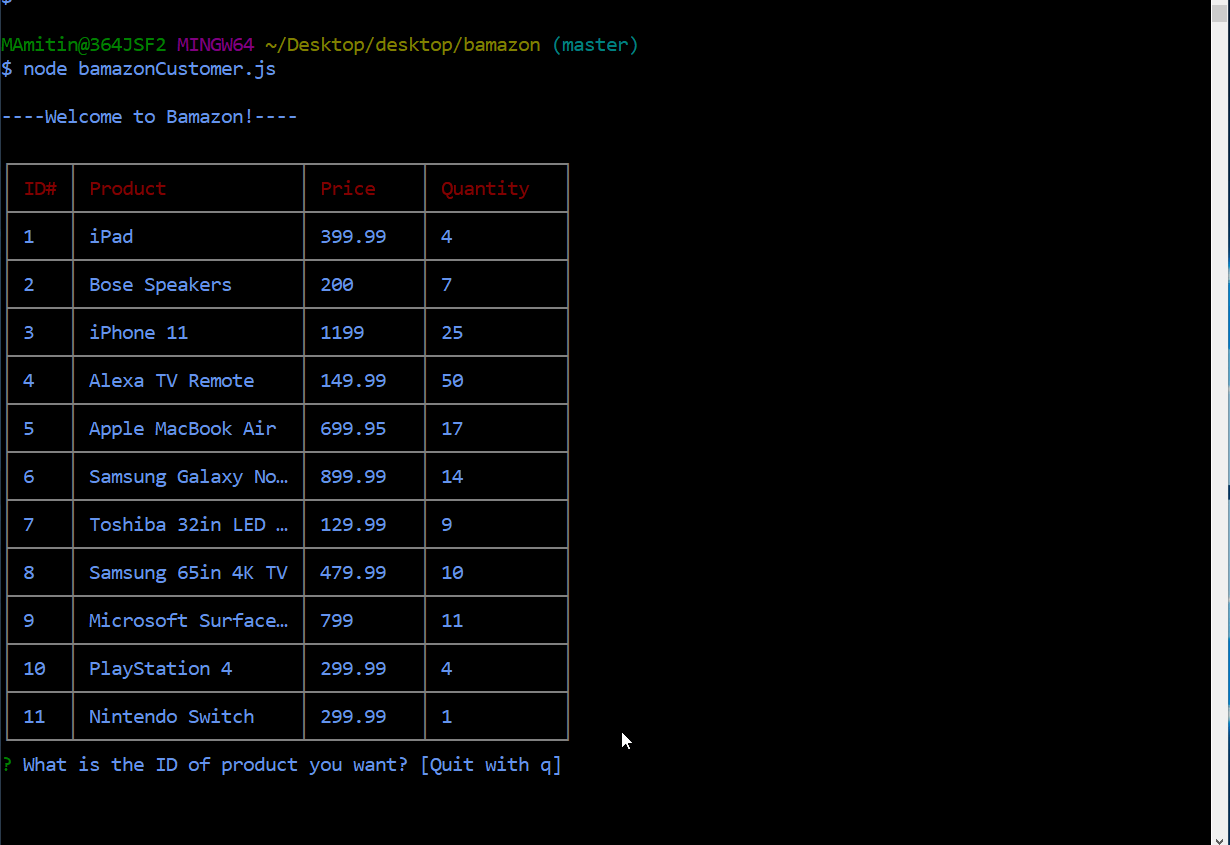 $
MAmitin@364JSF2 MINGW64 ~/Desktop/desktop/bamazon (master)
$ node bamazonCustomer.js
----Welcome to Bamazon!----
ID# Product Price Quantity
1 iPad 399.99 4
2 Bose Speakers 200 7
3 iPhone 11 1199 25
4 Alexa TV Remote 149.99 50
5 Apple MacBook Air 699.95 17
6 Samsung Galaxy No… 899.99 14
7 Toshiba 32in LED … 129.99 9
8 Samsung 65in 4K TV 479.99 10
9 Microsoft Surface… 799 11
10 PlayStation 4 299.99 4
11 Nintendo Switch 299.99 1
? What is the ID of product you want? [Quit with q]